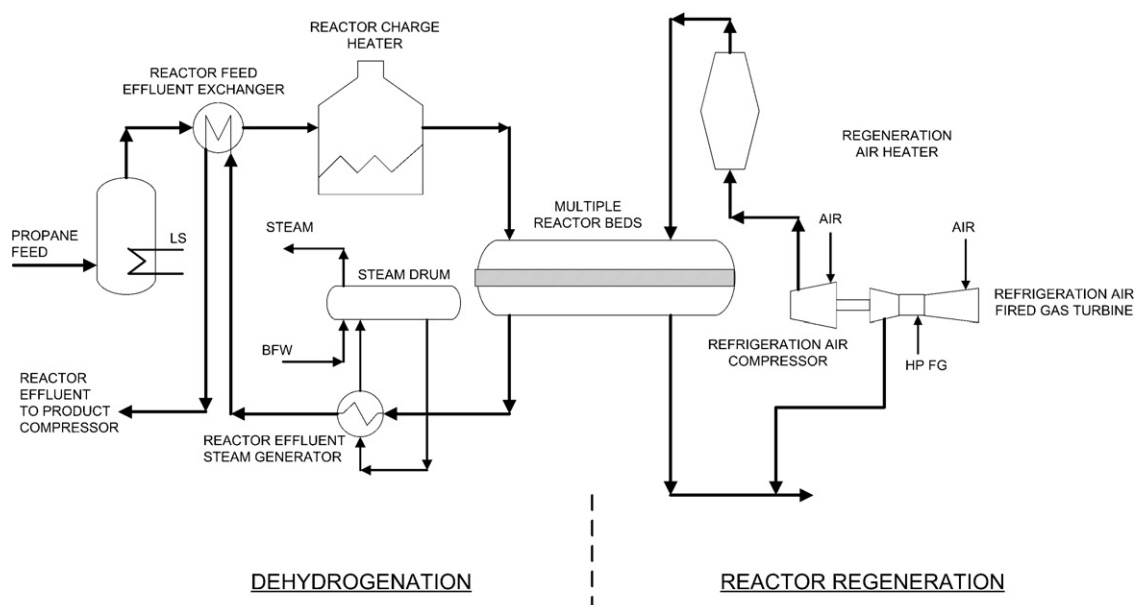 REACTOR CHARGE
HEATER
REACTOR FEED
EFFLUENT EXCHANGER
REGENERATION
AIR HEATER
PROPANE
FEED
LS
STEAM
MULTIPLE
REACTOR BEDS
AIR
AIR
STEAM DRUM
REFRIGERATION AIR
FIRED GAS TURBINE
REFRIGERATION AIR
COMPRESSOR
BFW
HP FG
REACTOR
EFFLUENT
TO PRODUCT
COMPRESSOR
REACTOR EFFLUENT
STEAM GENERATOR
DEHYDROGENATION
REACTOR REGENERATION